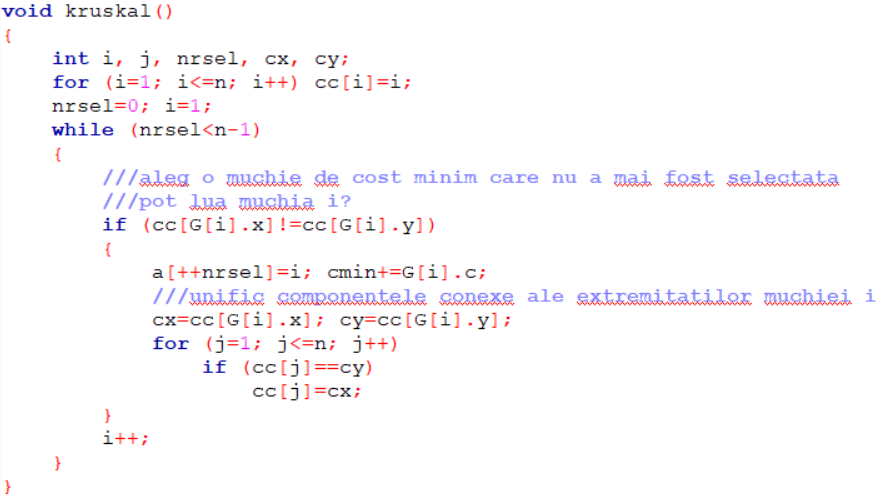 void kruskal()
{
int i, j, nrsel, cx, cy;
for (i=1; i<=n; i++) cc[i]=i;
nrsel=0; i=1;
while (nrsel<n-1)
{
///aleg o muchie de cost minim care nu a mai fost selectata
///pot lua muchia i?
if (cc[G[i].x]!=cc[G[i].y])
{
a[++nrsel]=i; cmin+=G[i].c;
///unific componentele conexe ale extremitatilor muchiei i
cx=cc[G[i].x]; cy=cc[G[i].y];
for (j=1; j<=n; j++)
if (cc[j]==cy)
cc[j]=cx;
}
i++;
}
}